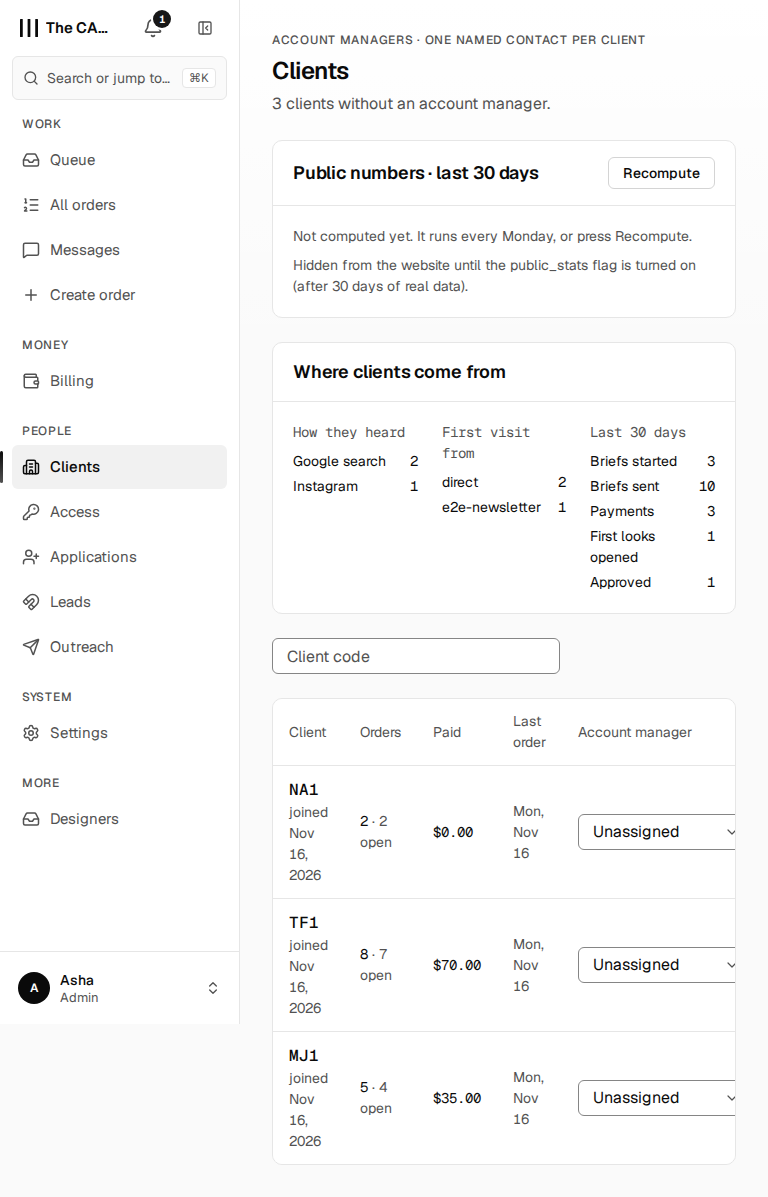 The CA...
1
Search or jump to...
⌘K
WORK
Queue
All orders
Messages
Create order
MONEY
Billing
PEOPLE
Clients
Access
Applications
Leads
Outreach
SYSTEM
Settings
MORE
Designers
A
Asha
Admin
ACCOUNT MANAGERS · ONE NAMED CONTACT PER CLIENT
Clients
3 clients without an account manager.
Public numbers · last 30 days
Recompute
Not computed yet. It runs every Monday, or press Recompute.
Hidden from the website until the public_stats flag is turned on
(after 30 days of real data).
Where clients come from
How they heard
Google search 2
Instagram 1
First visit
from
direct 2
e2e-newsletter 1
Last 30 days
Briefs started 3
Briefs sent 10
Payments 3
First looks
opened 1
Approved 1
Client code
Client Orders Paid Last
order Account manager
NA1
joined
Nov
16,
2026
2 · 2
open
$0.00
Mon,
Nov
16
Unassigned
TF1
joined
Nov
16,
2026
8 · 7
open
$70.00
Mon,
Nov
16
Unassigned
MJ1
joined
Nov
16,
2026
5 · 4
open
$35.00
Mon,
Nov
16
Unassigned